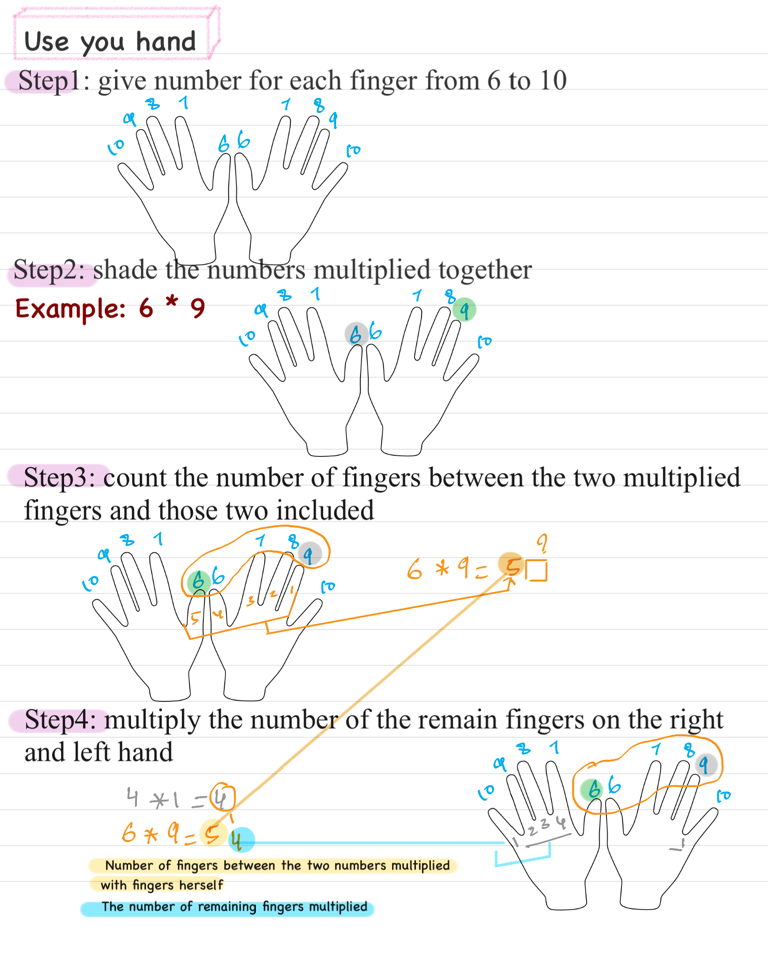 Use you hand
Step1: give number for each finger from 6 to 10
10 9 8 7 6 6 7 8 9 10
Step2: shade the numbers multiplied together
Example: 6 * 9
10 9 8 7 6 6 7 8 9 10
Step3: count the number of fingers between the two multiplied
fingers and those two included
10 9 8 7 6 6 7 8 9 10
5 4 3 2 1
?
6 * 9 = 5
Step4: multiply the number of the remain fingers on the right
and left hand
10 9 8 7 6 6 7 8 9 10
1 2 3 4 1
4 * 1 = 4
6 * 9 = 5 4
Number of fingers between the two numbers multiplied
with fingers herself
The number of remaining fingers multiplied